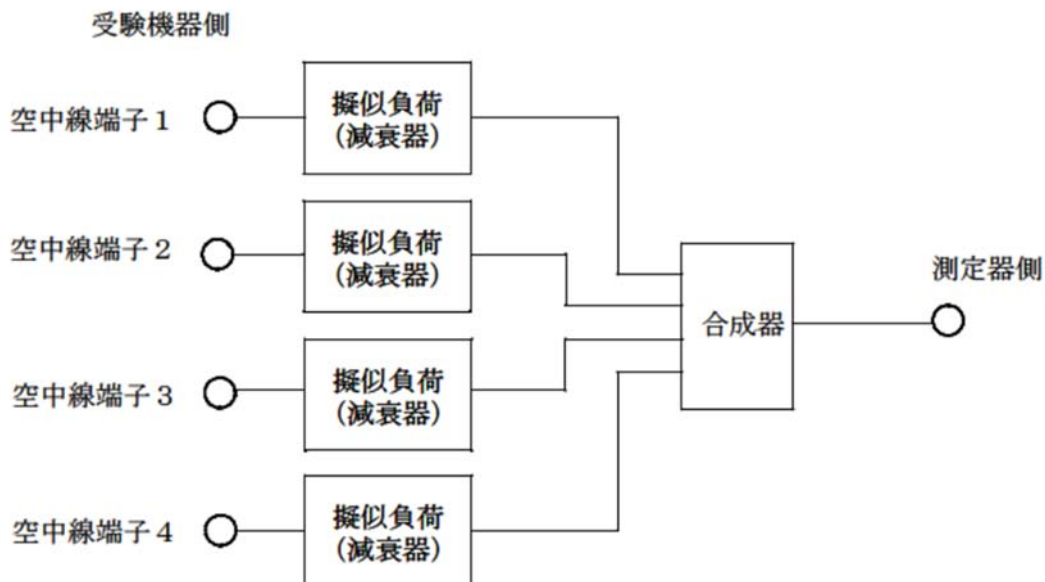 受験機器側
空中線端子1
擬似負荷
(減衰器)
空中線端子2
擬似負荷
(減衰器)
測定器側
合成器
空中線端子3
擬似負荷
(減衰器)
空中線端子4
擬似負荷
(減衰器)